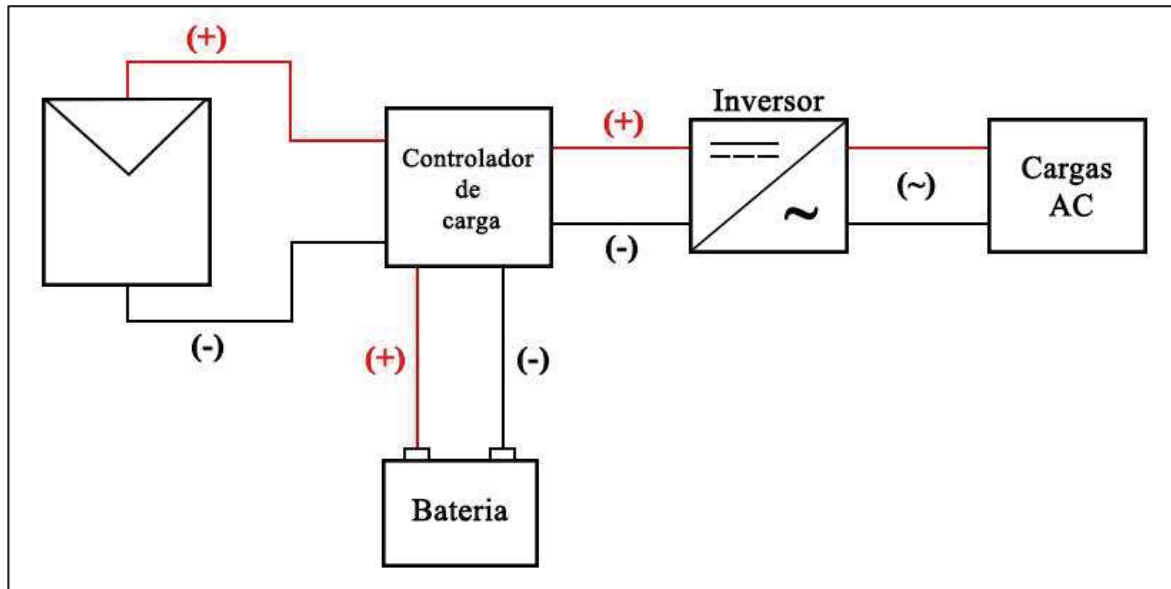 (+)
(-)
Controlador
de
carga
(+)
(-)
(+)
(-)
Bateria
Inversor
~
(~)
Cargas
AC